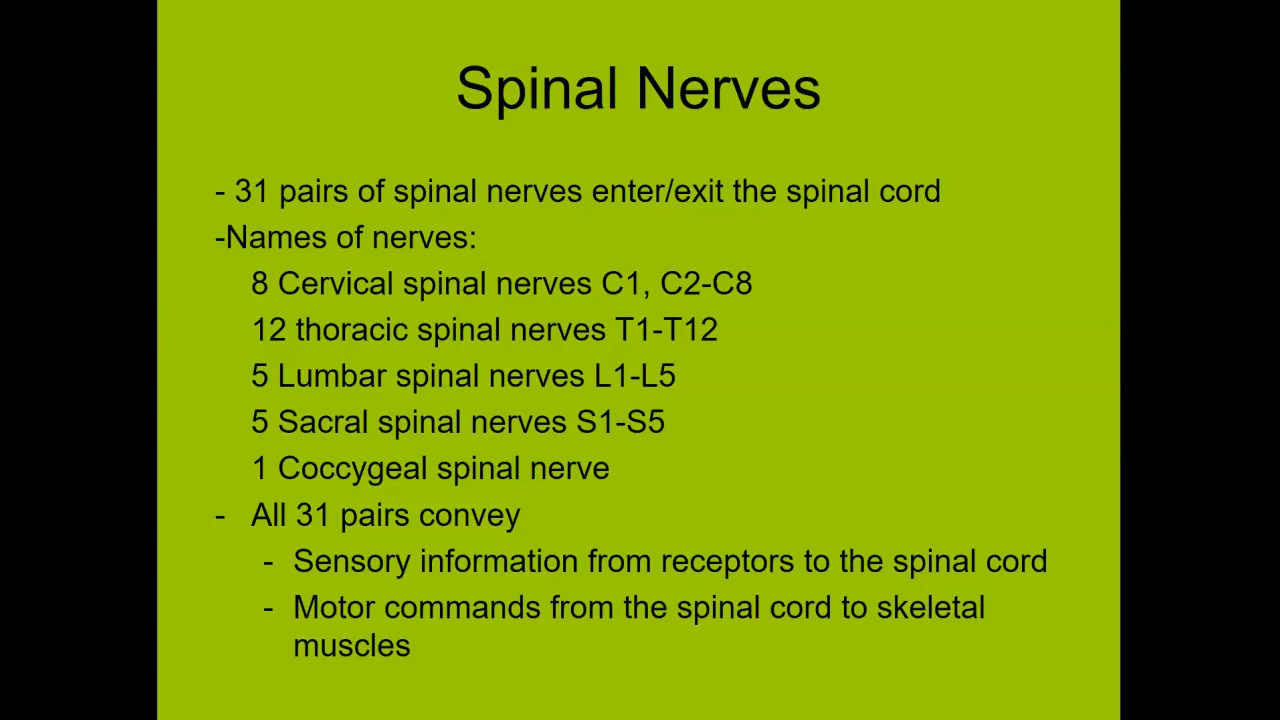 Spinal Nerves
- 31 pairs of spinal nerves enter/exit the spinal cord
-Names of nerves:
8 Cervical spinal nerves C1, C2-C8
12 thoracic spinal nerves T1-T12
5 Lumbar spinal nerves L1-L5
5 Sacral spinal nerves S1-S5
1 Coccygeal spinal nerve
- All 31 pairs convey
- Sensory information from receptors to the spinal cord
- Motor commands from the spinal cord to skeletal
muscles